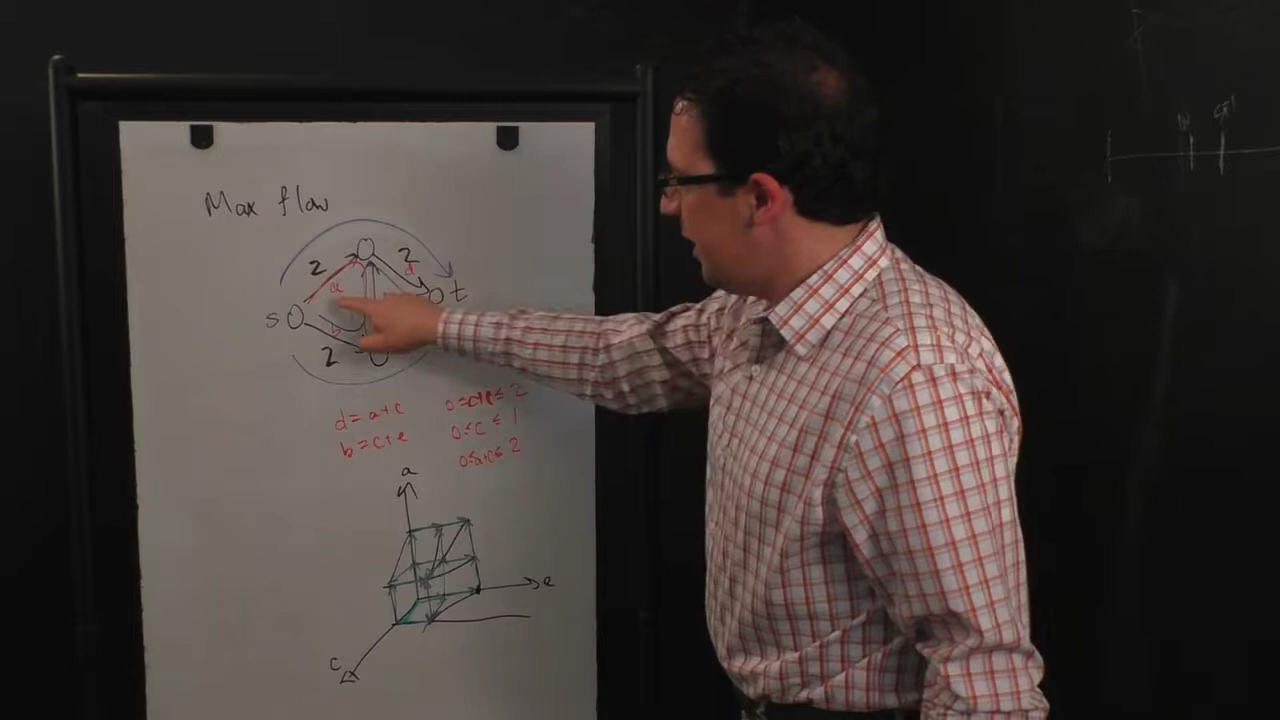 Max flow
2 2
a d
s t
b
2
d = a+c
b = c+e
0 ≤ c+e ≤ 2
0 ≤ c ≤ 1
0 ≤ a+c ≤ 2
a
e
c